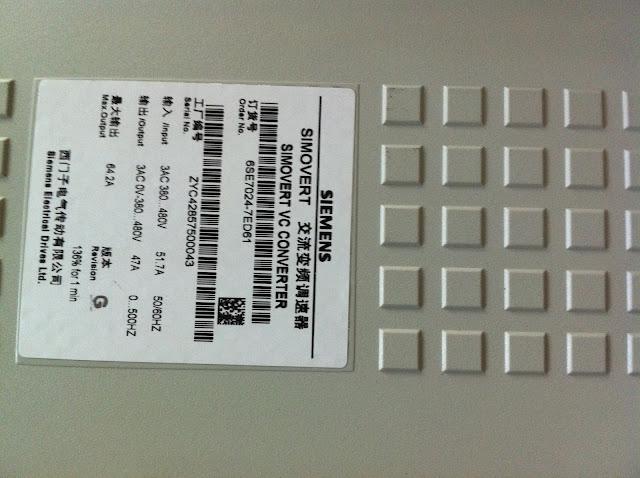 SIEMENS
SIMOVERT 交流变频调速器
SIMOVERT VC CONVERTER
订货号
Order No. 6SE7024-7ED61
工厂编号
Serial No. ZYC42857500043
输入 /Input 3AC 380...480V 51.7A 50/60HZ
输出 /Output 3AC 0V-380...480V 47A 0...500HZ
最大输出
Max.Output 64.2A 136% for 1 min
版本
Revision G
西门子电气传动有限公司
Siemens Electrical Drives Ltd.